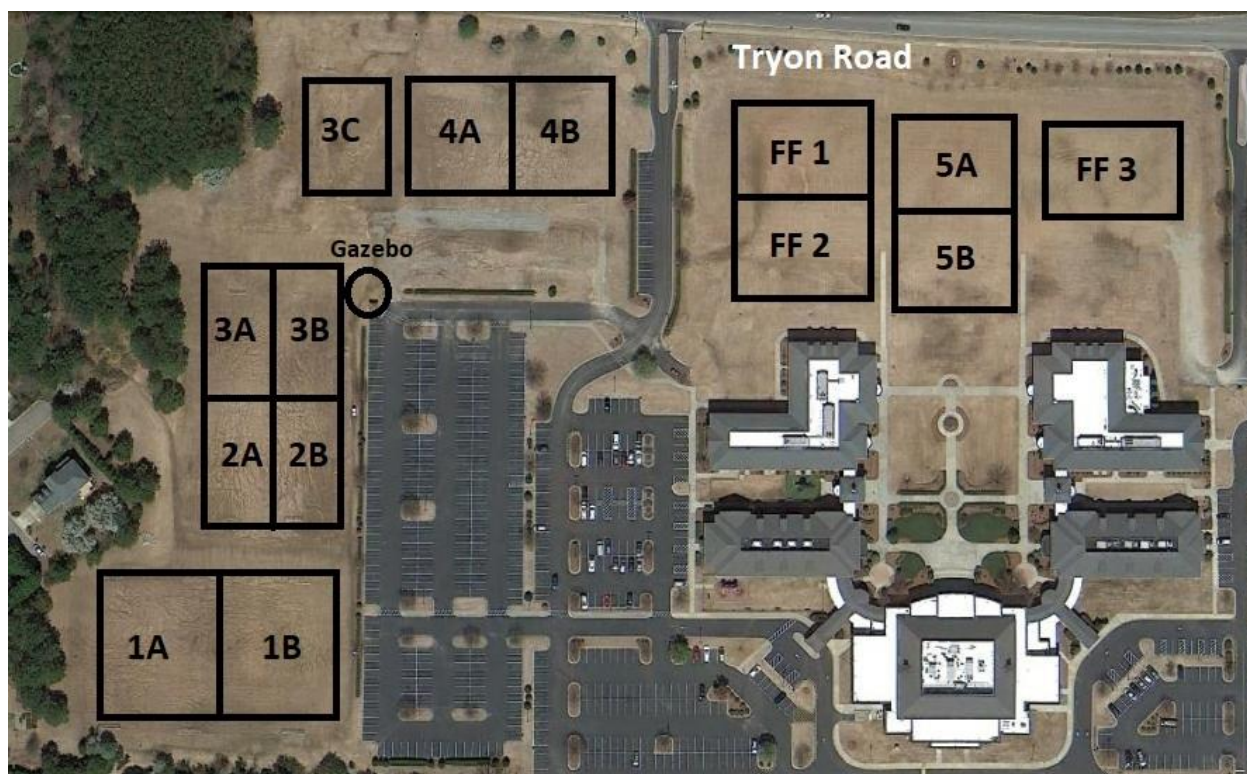 Tryon Road
3C
4A
4B
FF 1
5A
FF 3
FF 2
5B
Gazebo
3A
3B
2A
2B
1A
1B